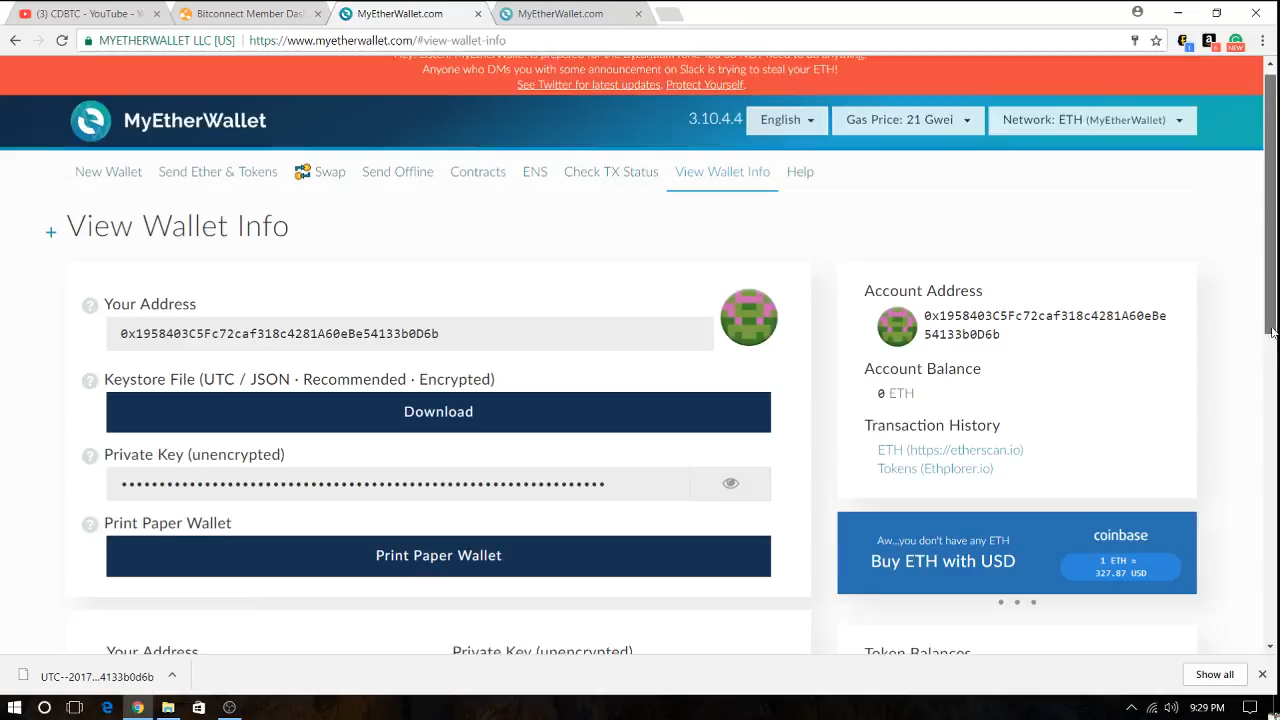 (3) CDBTC - YouTube - Y
Bitconnect Member Das
MyEtherWallet.com
MyEtherWallet.com
MYETHERWALLET LLC [US]
https://www.myetherwallet.com/#view-wallet-info
Anyone who DMs you with some announcement on Slack is trying to steal your ETH!
See Twitter for latest updates. Protect Yourself.
MyEtherWallet
3.10.4.4
English
Gas Price: 21 Gwei
Network: ETH (MyEtherWallet)
New Wallet
Send Ether & Tokens
Swap
Send Offline
Contracts
ENS
Check TX Status
View Wallet Info
Help
+ View Wallet Info
Your Address
0x1958403C5Fc72caf318c4281A60eBe54133b0D6b
Keystore File (UTC / JSON · Recommended · Encrypted)
Download
Private Key (unencrypted)
Print Paper Wallet
Print Paper Wallet
Account Address
0x1958403C5Fc72caf318c4281A60eBe
54133b0D6b
Account Balance
0 ETH
Transaction History
ETH (https://etherscan.io)
Tokens (Ethplorer.io)
Aw...you don't have any ETH
Buy ETH with USD
coinbase
1 ETH =
327.87 USD
Your Address
Private Key (unencrypted)
Token Balances
UTC--2017...4133b0d6b
Show all
9:29 PM